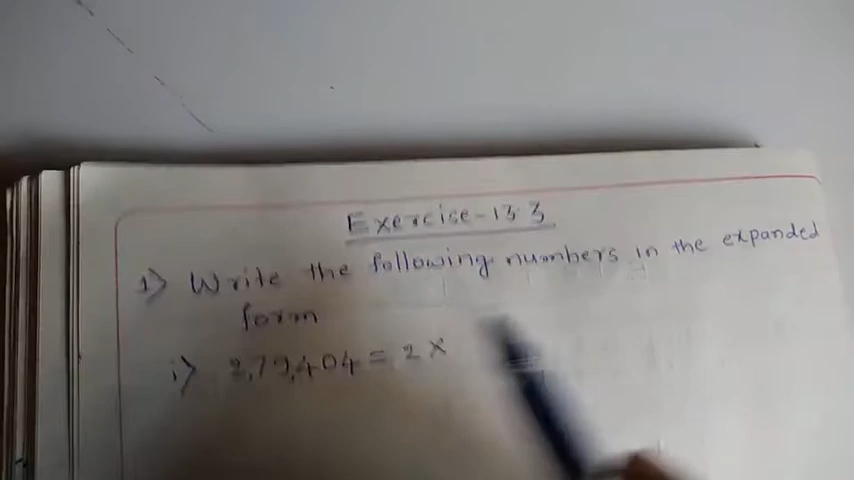 Exercise-13.3
1) Write the following numbers in the expanded
form
i) 2,79,404 = 2 ×